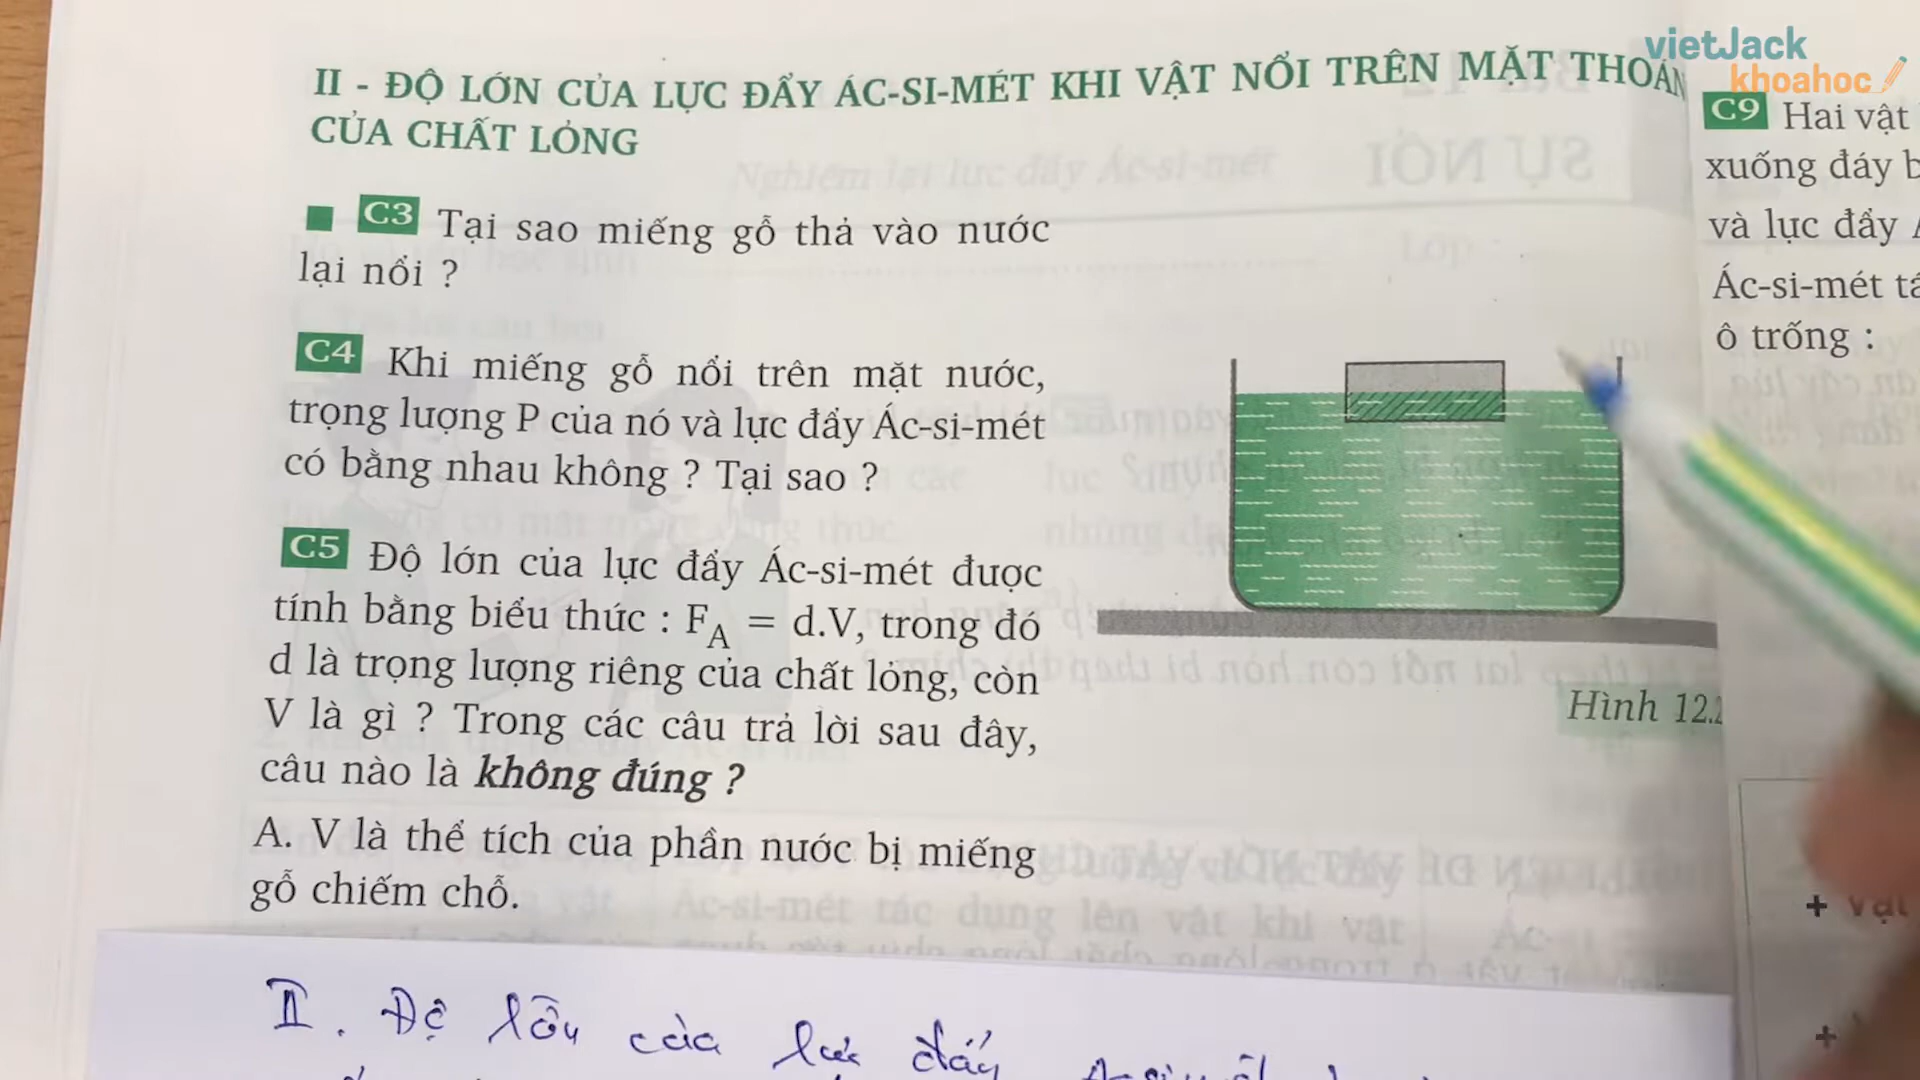 vietJack
khoahoc
II - ĐỘ LỚN CỦA LỰC ĐẨY ÁC-SI-MÉT KHI VẬT NỔI TRÊN MẶT THOÁN
CỦA CHẤT LỎNG
C3 Tại sao miếng gỗ thả vào nước
lại nổi ?
C4 Khi miếng gỗ nổi trên mặt nước,
trọng lượng P của nó và lực đẩy Ác-si-mét
có bằng nhau không ? Tại sao ?
C5 Độ lớn của lực đẩy Ác-si-mét được
tính bằng biểu thức : F_A = d.V, trong đó
d là trọng lượng riêng của chất lỏng, còn
V là gì ? Trong các câu trả lời sau đây,
câu nào là không đúng ?
A. V là thể tích của phần nước bị miếng
gỗ chiếm chỗ.
Hình 12.
C9 Hai vật
xuống đáy b
và lực đẩy
Ác-si-mét tá
ô trống :
+ vật
+
II. Độ lớn của lực đẩy